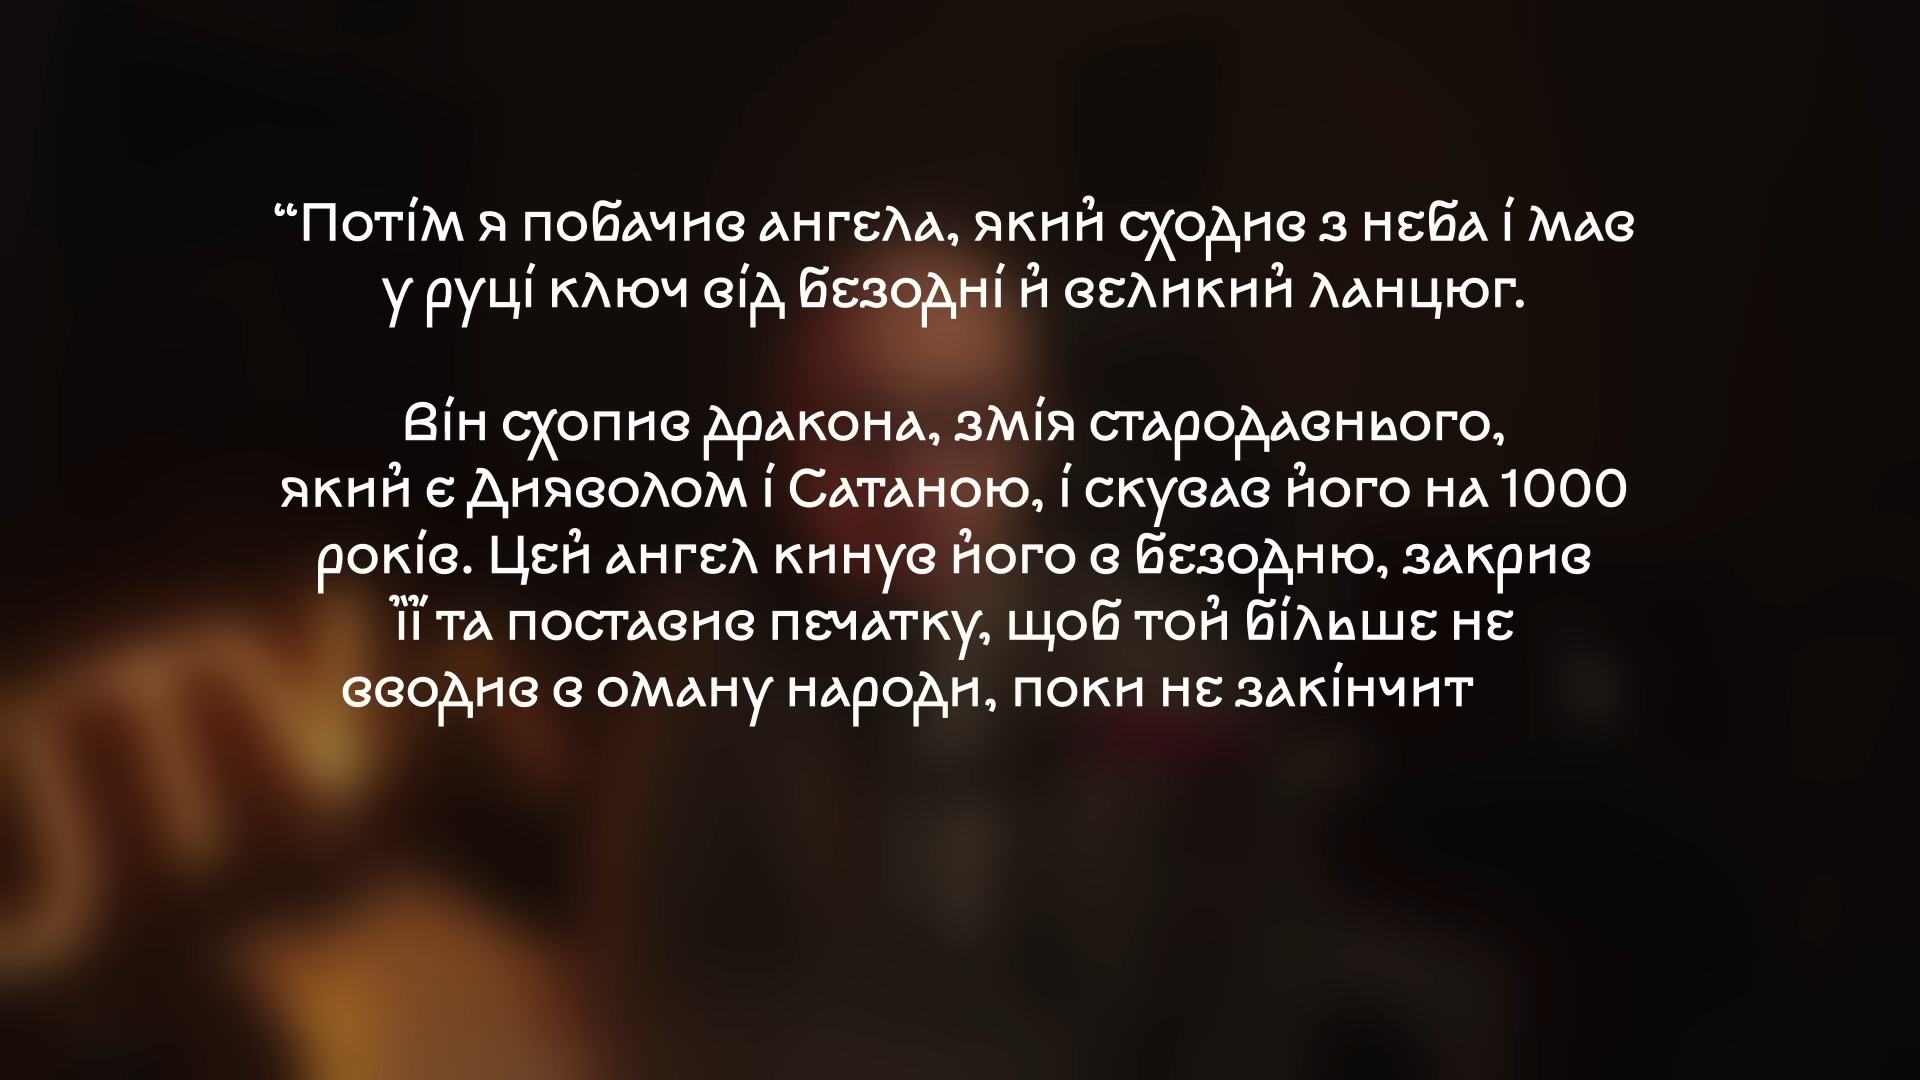 “Потім я побачив ангела, який сходив з неба і мав
у руці ключ від безодні й великий ланцюг.
Він схопив дракона, змія стародавнього,
який є Дияволом і Сатаною, і скував його на 1000
років. Цей ангел кинув його в безодню, закрив
її та поставив печатку, щоб той більше не
вводив в оману народи, поки не закінчит